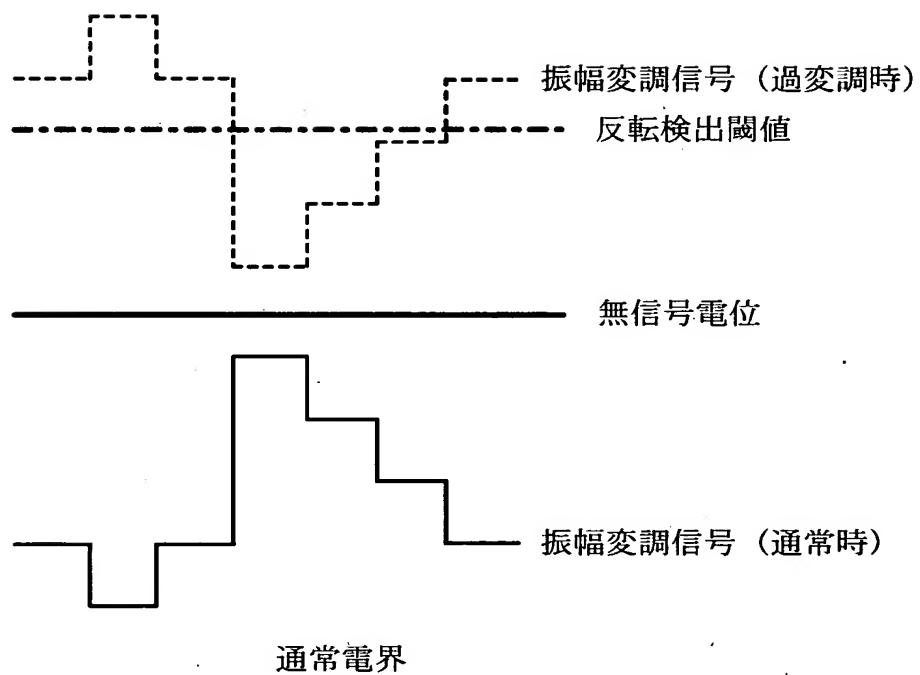 振幅変調信号（過変調時）
反転検出閾値
無信号電位
振幅変調信号（通常時）
通常電界